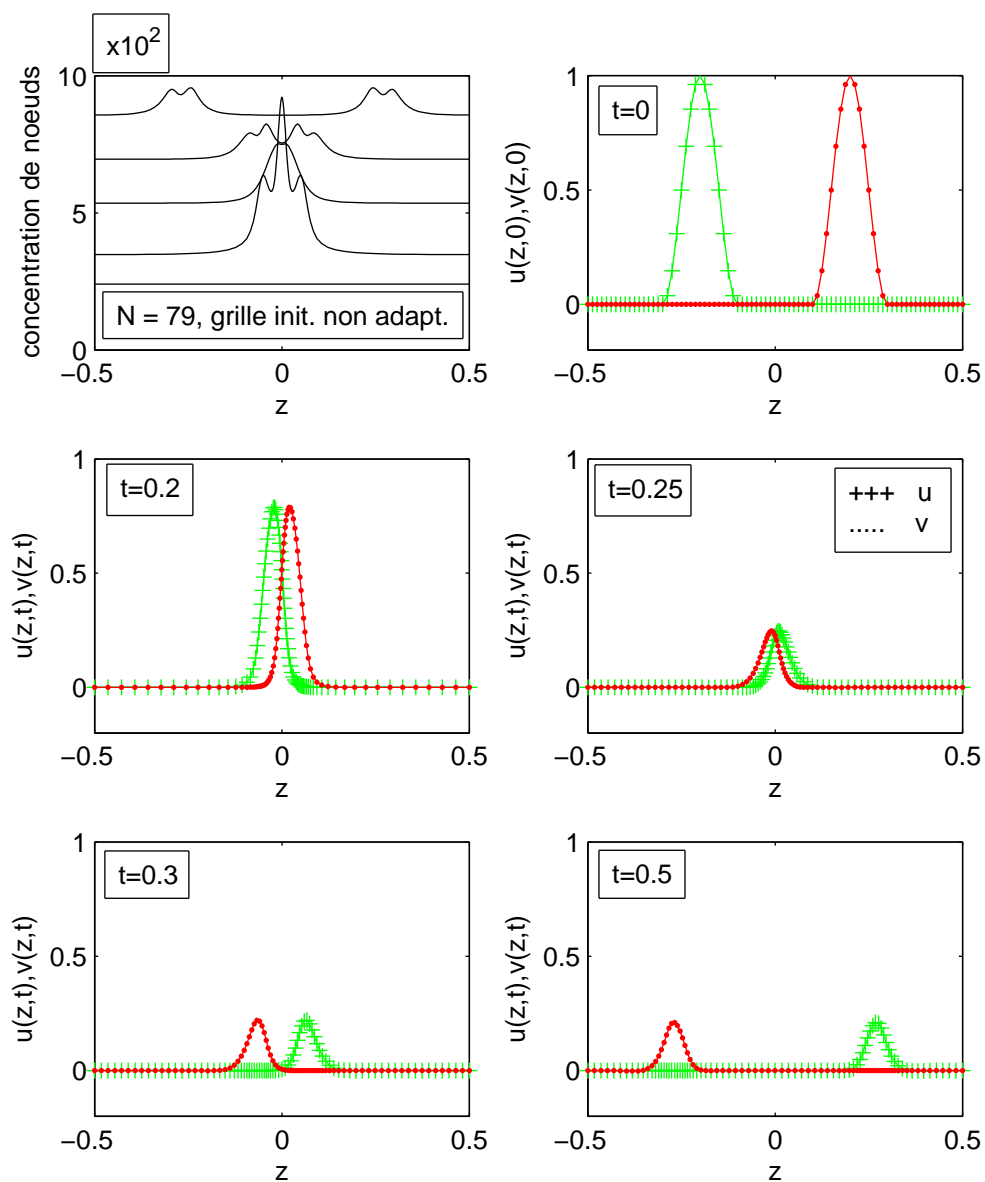 x10²
concentration de noeuds
10
5
0
N = 79, grille init. non adapt.
−0.5 0 0.5
z
u(z,0),v(z,0)
1
0.5
0
t=0
−0.5 0 0.5
z
u(z,t),v(z,t)
1
0.5
0
t=0.2
−0.5 0 0.5
z
u(z,t),v(z,t)
1
0.5
0
t=0.25
+++ u
..... v
−0.5 0 0.5
z
u(z,t),v(z,t)
1
0.5
0
t=0.3
−0.5 0 0.5
z
u(z,t),v(z,t)
1
0.5
0
t=0.5
−0.5 0 0.5
z